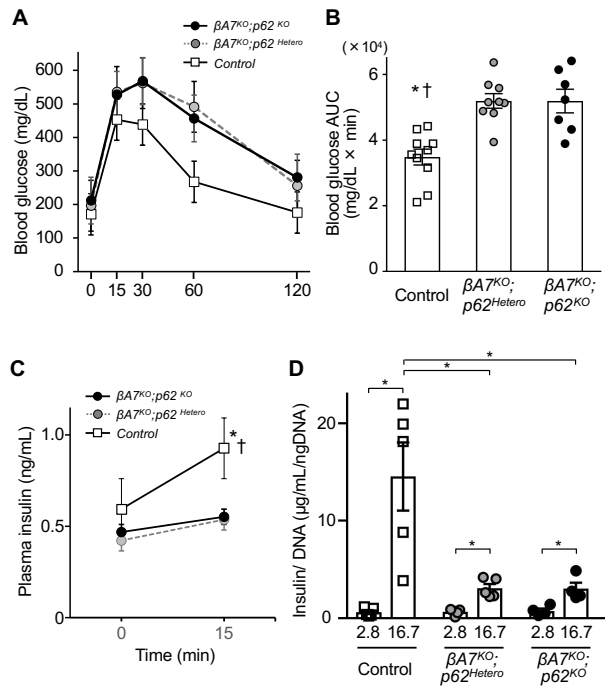 A
βA7KO;p62 KO
βA7KO;p62 Hetero
Control
Blood glucose (mg/dL)
600
500
400
300
200
0
0 15 30 60 120
B
(×10⁴)
Blood glucose AUC
(mg/dL × min)
6
4
2
0
*†
Control
βA7KO;
p62Hetero
βA7KO;
p62KO
C
βA7KO;p62 KO
βA7KO;p62 Hetero
Control
Plasma insulin (ng/mL)
1.0
0.5
0
*
†
0 15
Time (min)
D
Insulin/ DNA (μg/mL/ngDNA)
20
10
0
*
*
*
*
*
2.8 16.7 2.8 16.7 2.8 16.7
Control
βA7KO;
p62Hetero
βA7KO;
p62KO